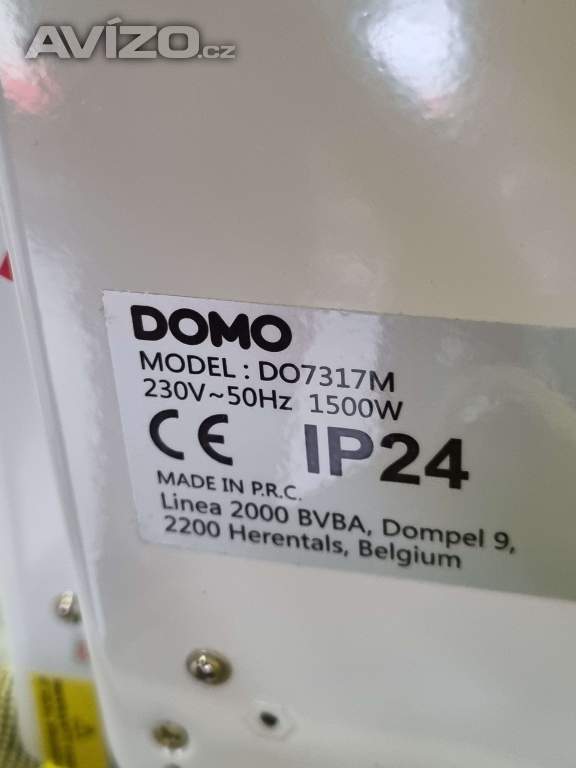 AVÍZO.cz
DOMO
MODEL : DO7317M
230V~50Hz 1500W
CE IP24
MADE IN P.R.C.
Linea 2000 BVBA, Dompel 9,
2200 Herentals, Belgium